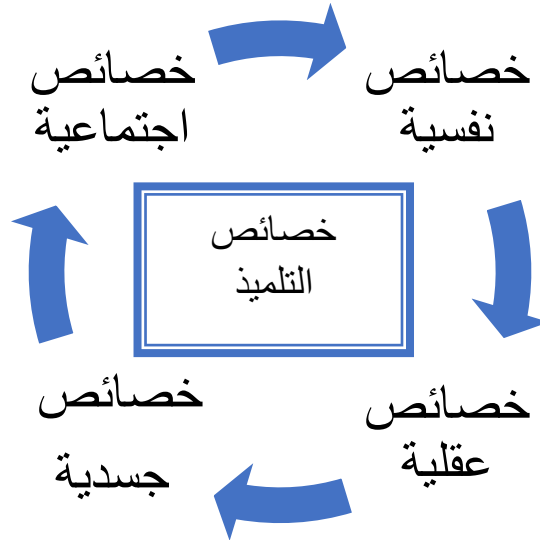 خصائص
نفسية
خصائص
اجتماعية
خصائص
التلميذ
خصائص
عقلية
خصائص
جسدية